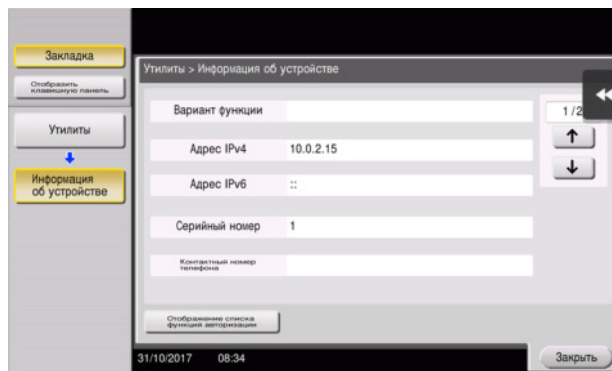 Закладка
Отобразить
клавишную панель
Утилиты
Информация
об устройстве
Утилиты > Информация об устройстве
Вариант функции
1/2
Адрес IPv4 10.0.2.15
Адрес IPv6 ::
Серийный номер 1
Контактный номер
телефона
Отображение списка
функций авторизации
31/10/2017 08:34
Закрыть